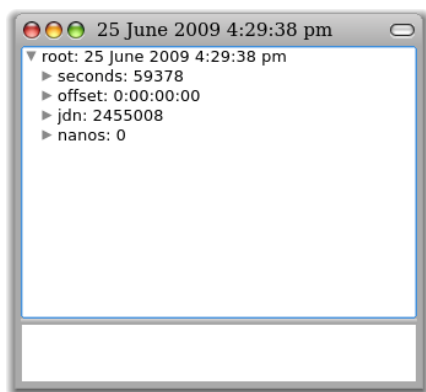 25 June 2009 4:29:38 pm
root: 25 June 2009 4:29:38 pm
seconds: 59378
offset: 0:00:00:00
jdn: 2455008
nanos: 0